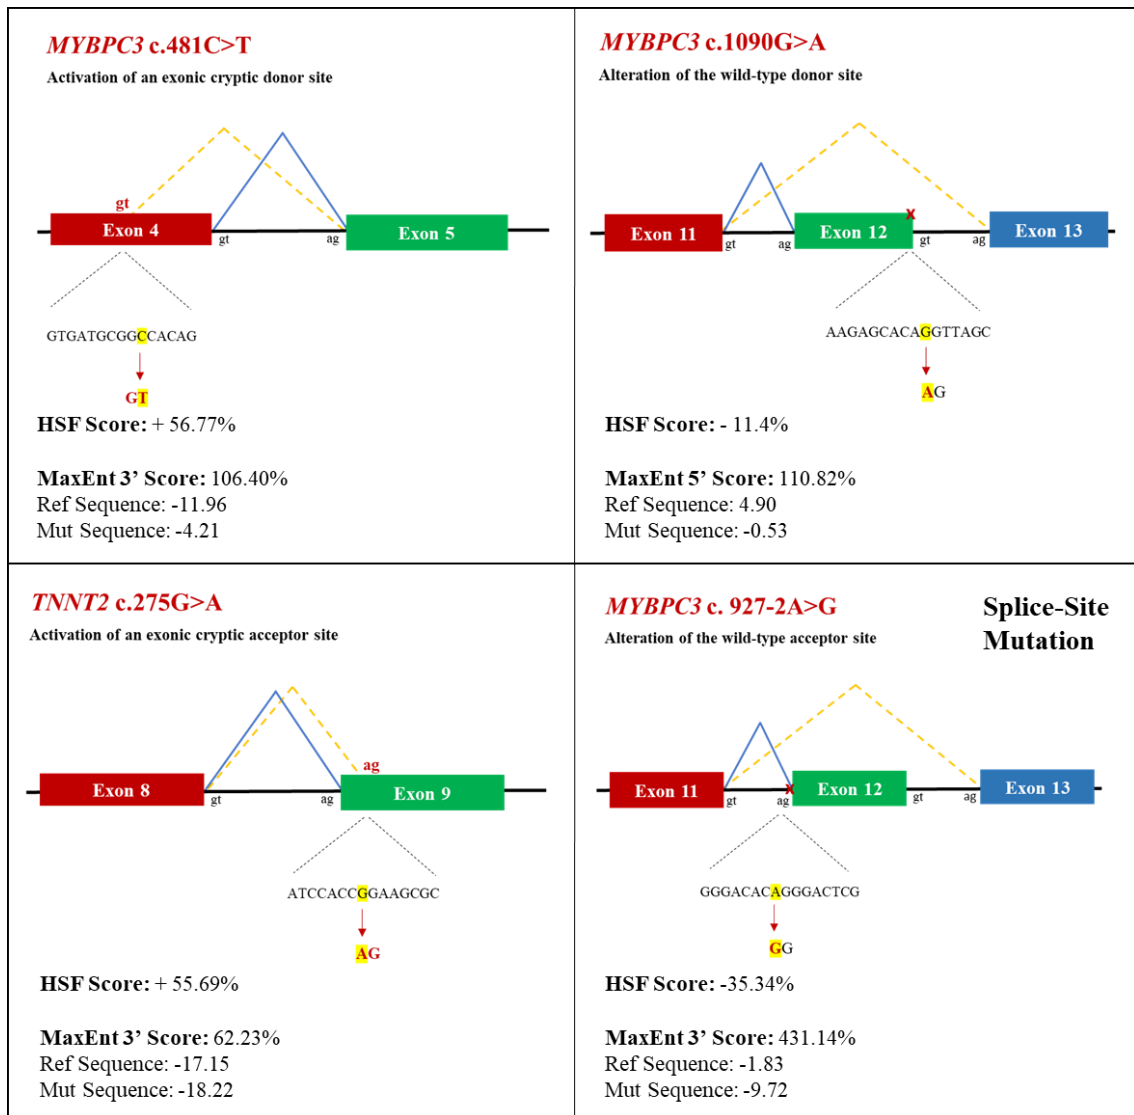 MYBPC3 c.481C>T
Activation of an exonic cryptic donor site
gt
Exon 4
Exon 5
gt
ag
GTGATGCGGCCACAG
GT
HSF Score: + 56.77%
MaxEnt 3’ Score: 106.40%
Ref Sequence: -11.96
Mut Sequence: -4.21
MYBPC3 c.1090G>A
Alteration of the wild-type donor site
X
Exon 11
Exon 12
Exon 13
gt
ag
gt
ag
AAGAGCACAGGTTAGC
AG
HSF Score: - 11.4%
MaxEnt 5’ Score: 110.82%
Ref Sequence: 4.90
Mut Sequence: -0.53
TNNT2 c.275G>A
Activation of an exonic cryptic acceptor site
ag
Exon 8
Exon 9
gt
ag
ATCCACCGGAAGCGC
AG
HSF Score: + 55.69%
MaxEnt 3’ Score: 62.23%
Ref Sequence: -17.15
Mut Sequence: -18.22
MYBPC3 c. 927-2A>G
Alteration of the wild-type acceptor site
Splice-Site
Mutation
X
Exon 11
Exon 12
Exon 13
gt
ag
gt
ag
GGGACACAGGGACTCG
GG
HSF Score: -35.34%
MaxEnt 3’ Score: 431.14%
Ref Sequence: -1.83
Mut Sequence: -9.72